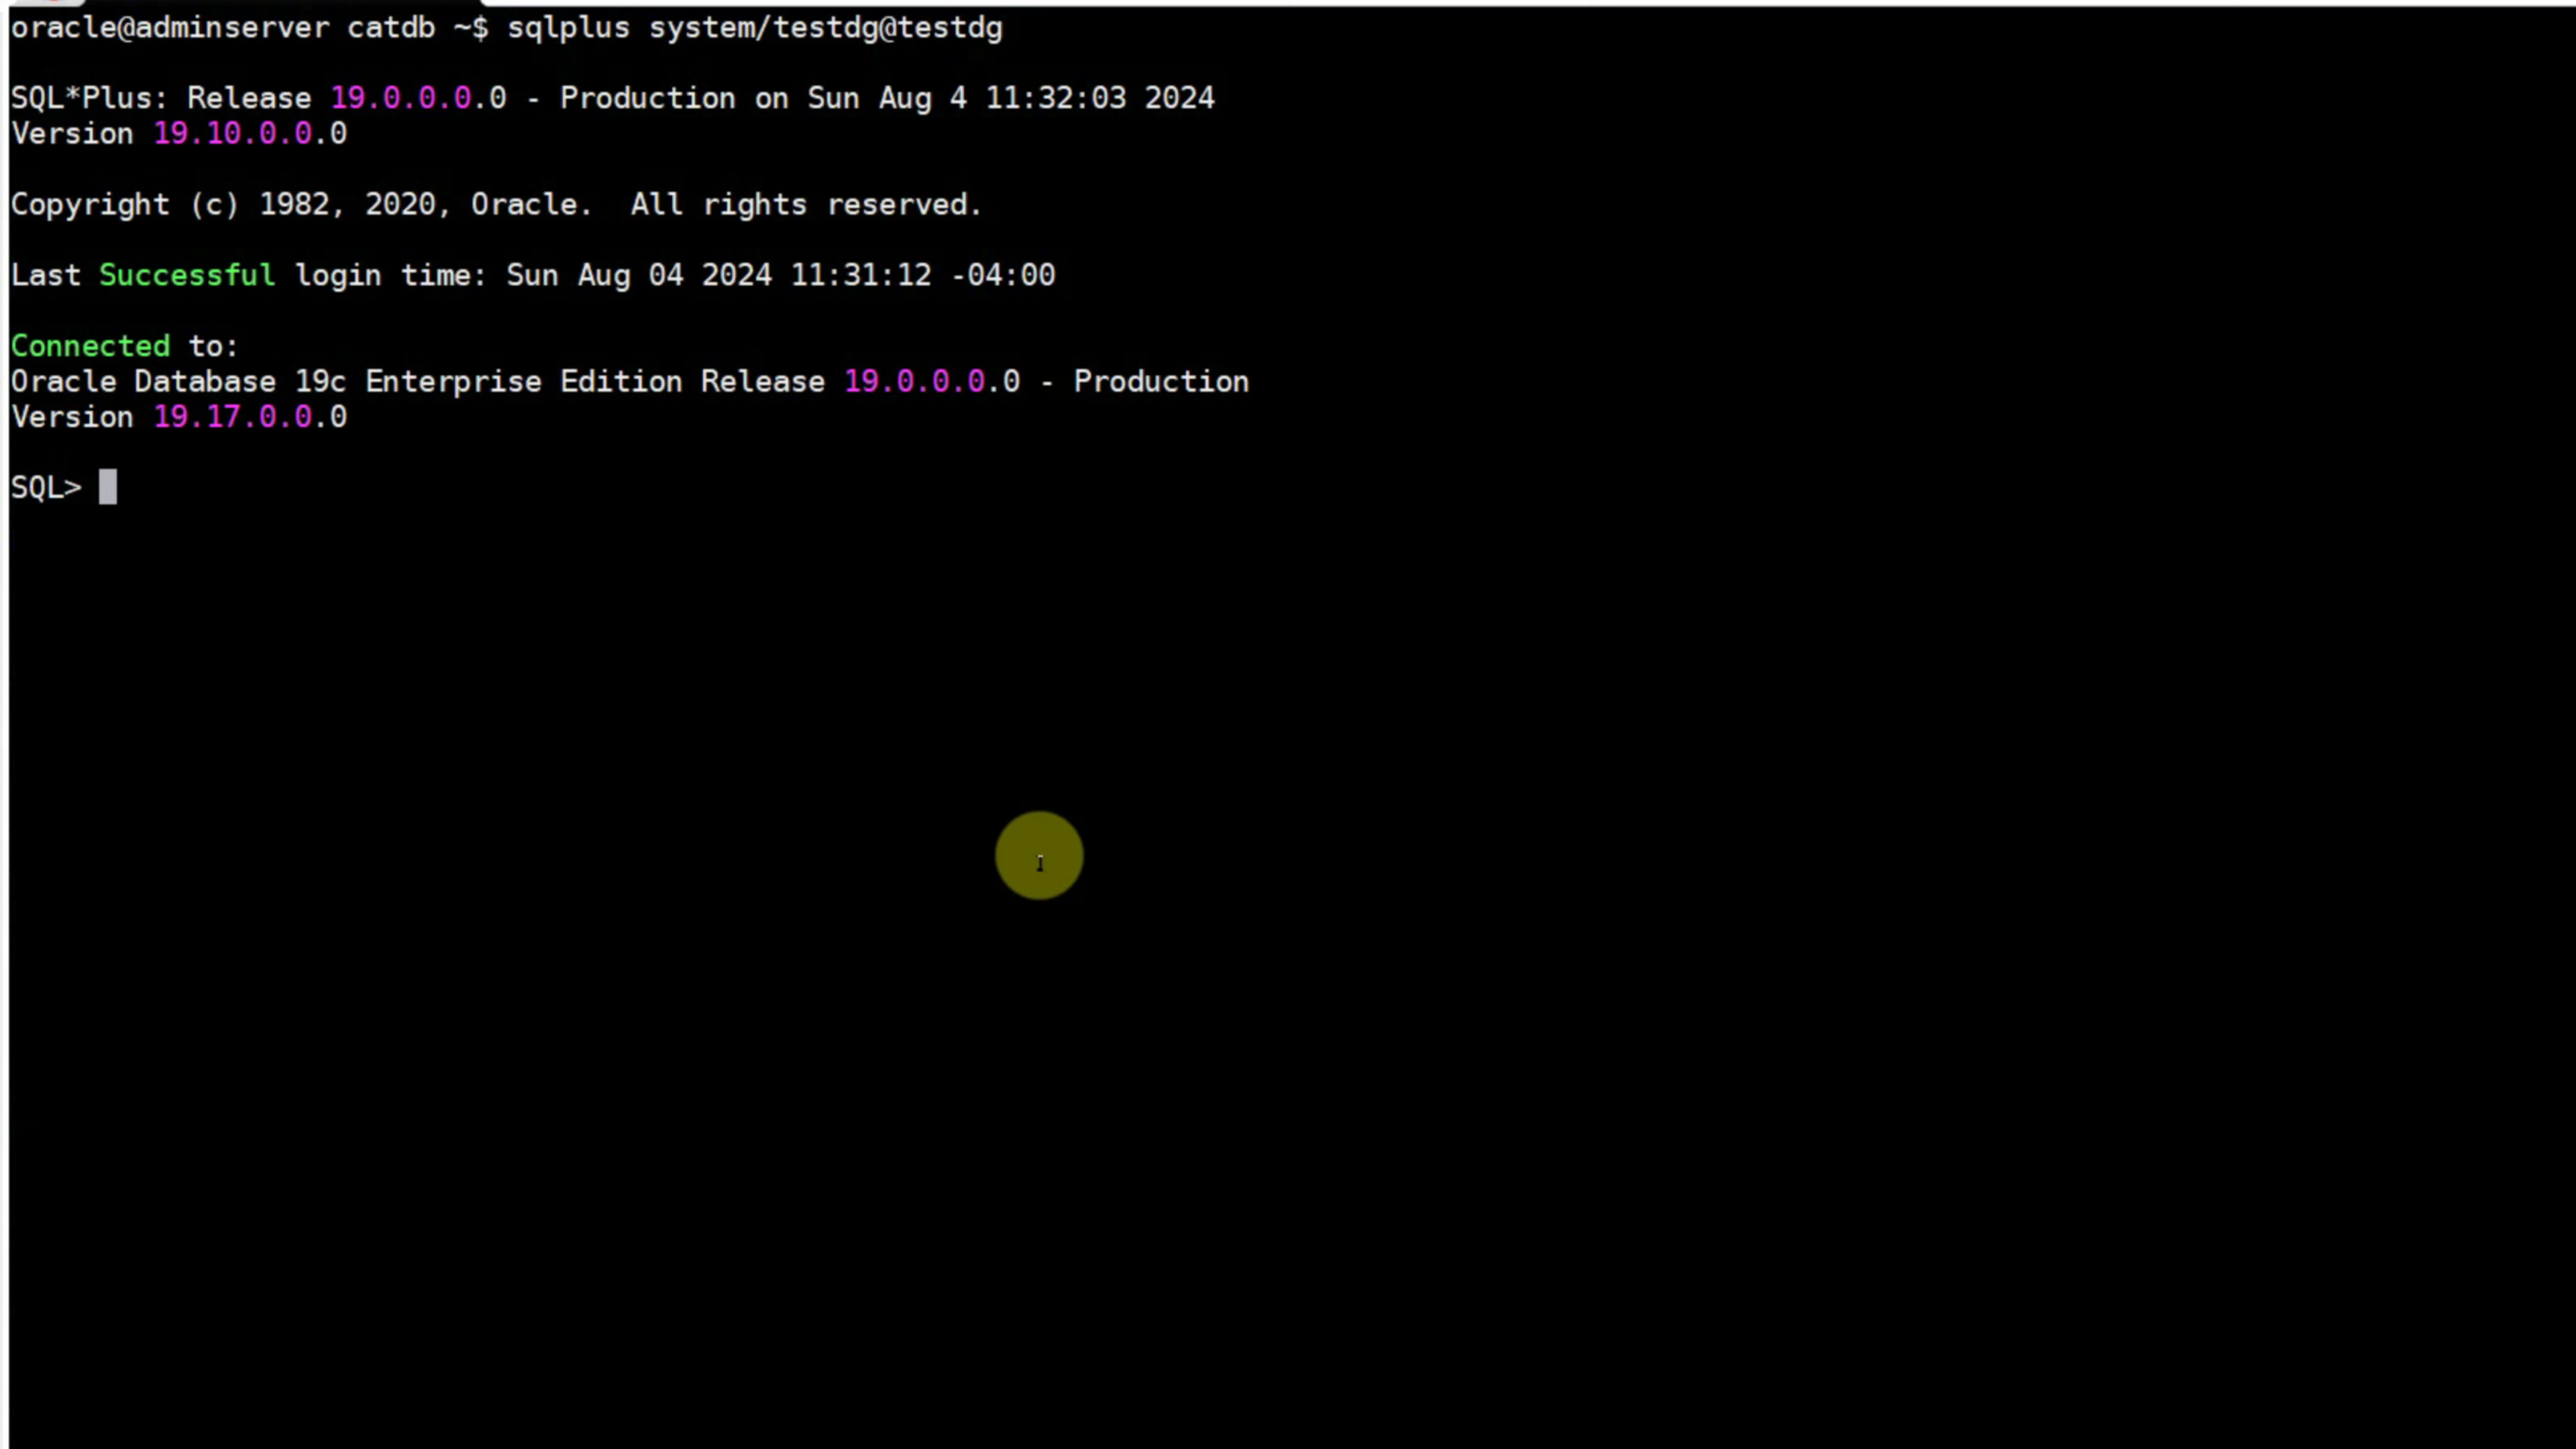 oracle@adminserver catdb ~$ sqlplus system/testdg@testdg
SQL*Plus: Release 19.0.0.0.0 - Production on Sun Aug 4 11:32:03 2024
Version 19.10.0.0.0
Copyright (c) 1982, 2020, Oracle.  All rights reserved.
Last Successful login time: Sun Aug 04 2024 11:31:12 -04:00
Connected to:
Oracle Database 19c Enterprise Edition Release 19.0.0.0.0 - Production
Version 19.17.0.0.0
SQL>